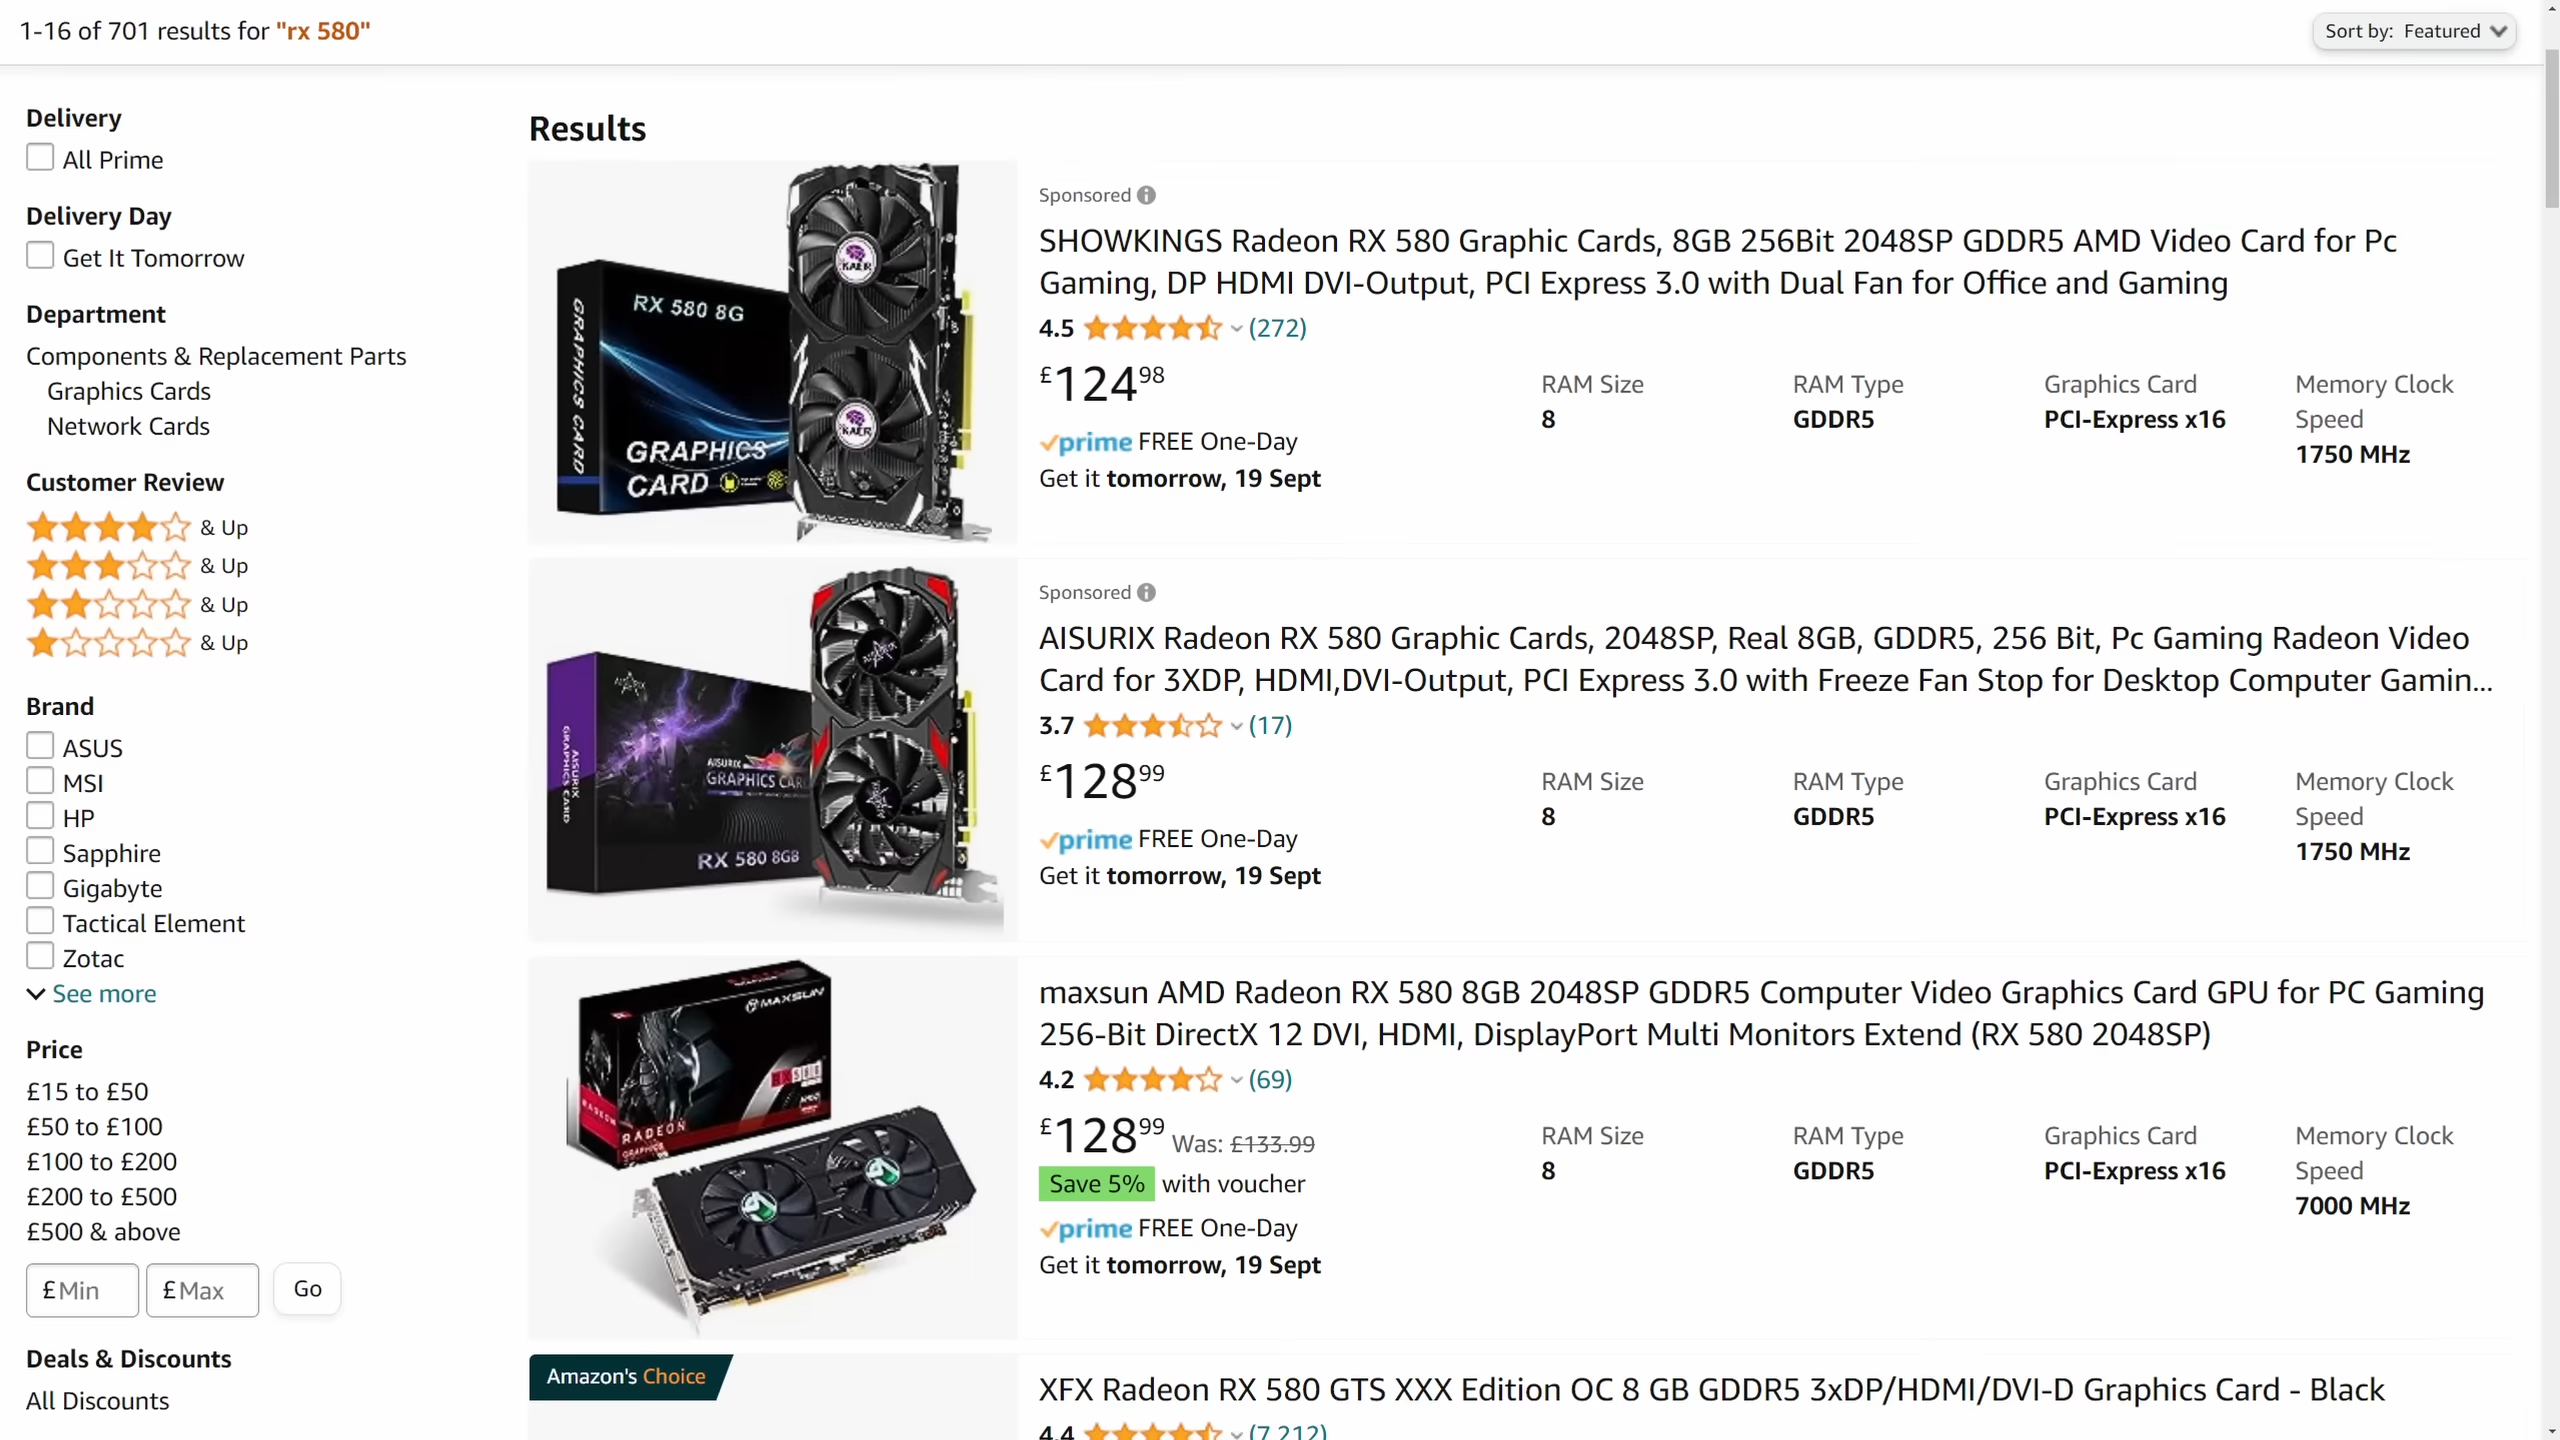 1-16 of 701 results for "rx 580"
Sort by: Featured
Delivery
All Prime
Delivery Day
Get It Tomorrow
Department
Components & Replacement Parts
Graphics Cards
Network Cards
Customer Review
& Up
& Up
& Up
& Up
Brand
ASUS
MSI
HP
Sapphire
Gigabyte
Tactical Element
Zotac
See more
Price
£15 to £50
£50 to £100
£100 to £200
£200 to £500
£500 & above
£ Min £ Max Go
Deals & Discounts
All Discounts
Results
GRAPHICS CARD
RX 580 8G
GRAPHICS
CARD
Sponsored
SHOWKINGS Radeon RX 580 Graphic Cards, 8GB 256Bit 2048SP GDDR5 AMD Video Card for Pc
Gaming, DP HDMI DVI-Output, PCI Express 3.0 with Dual Fan for Office and Gaming
4.5 (272)
£124.98
prime FREE One-Day
Get it tomorrow, 19 Sept
RAM Size
8
RAM Type
GDDR5
Graphics Card
PCI-Express x16
Memory Clock
Speed
1750 MHz
AISURIX
GRAPHICS CARD
AISURIX
GRAPHICS CAR
RX 580 8GB
Sponsored
AISURIX Radeon RX 580 Graphic Cards, 2048SP, Real 8GB, GDDR5, 256 Bit, Pc Gaming Radeon Video
Card for 3XDP, HDMI,DVI-Output, PCI Express 3.0 with Freeze Fan Stop for Desktop Computer Gamin...
3.7 (17)
£128.99
prime FREE One-Day
Get it tomorrow, 19 Sept
RAM Size
8
RAM Type
GDDR5
Graphics Card
PCI-Express x16
Memory Clock
Speed
1750 MHz
MAXSUN
RADEON
RADEON
GRAPHICS
maxsun AMD Radeon RX 580 8GB 2048SP GDDR5 Computer Video Graphics Card GPU for PC Gaming
256-Bit DirectX 12 DVI, HDMI, DisplayPort Multi Monitors Extend (RX 580 2048SP)
4.2 (69)
£128.99 Was: £133.99
Save 5% with voucher
prime FREE One-Day
Get it tomorrow, 19 Sept
RAM Size
8
RAM Type
GDDR5
Graphics Card
PCI-Express x16
Memory Clock
Speed
7000 MHz
Amazon's Choice
XFX Radeon RX 580 GTS XXX Edition OC 8 GB GDDR5 3xDP/HDMI/DVI-D Graphics Card - Black
4.4 (7,212)